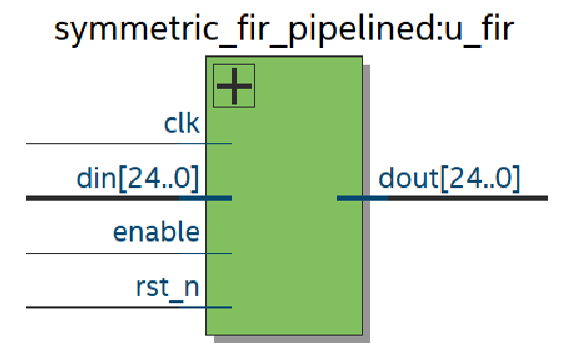 symmetric_fir_pipelined:u_fir
clk
din[24..0]
dout[24..0]
enable
rst_n